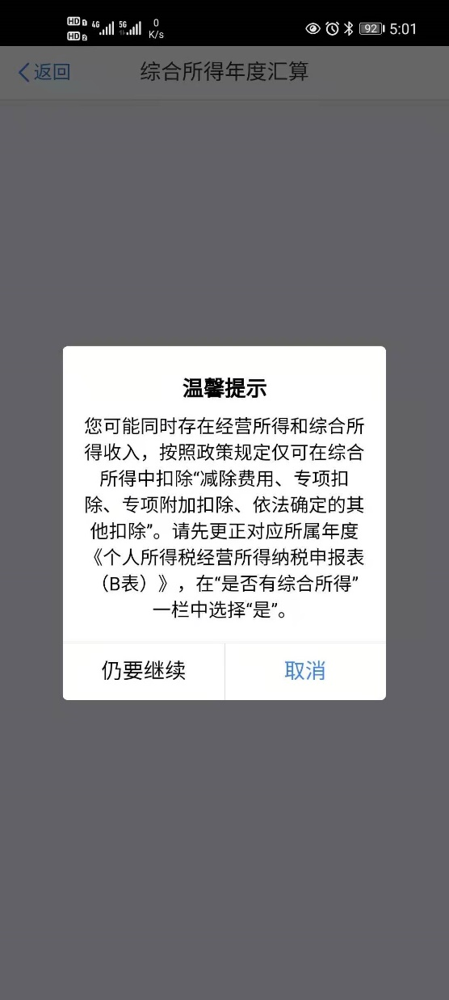 HD 1 4G 5G 0
HD 2 K/s 92 5:01
返回 综合所得年度汇算
温馨提示
您可能同时存在经营所得和综合所
得收入，按照政策规定仅可在综合
所得中扣除“减除费用、专项扣
除、专项附加扣除、依法确定的其
他扣除”。请先更正对应所属年度
《个人所得税经营所得纳税申报表
（B表）》，在“是否有综合所得”
一栏中选择“是”。
仍要继续 取消